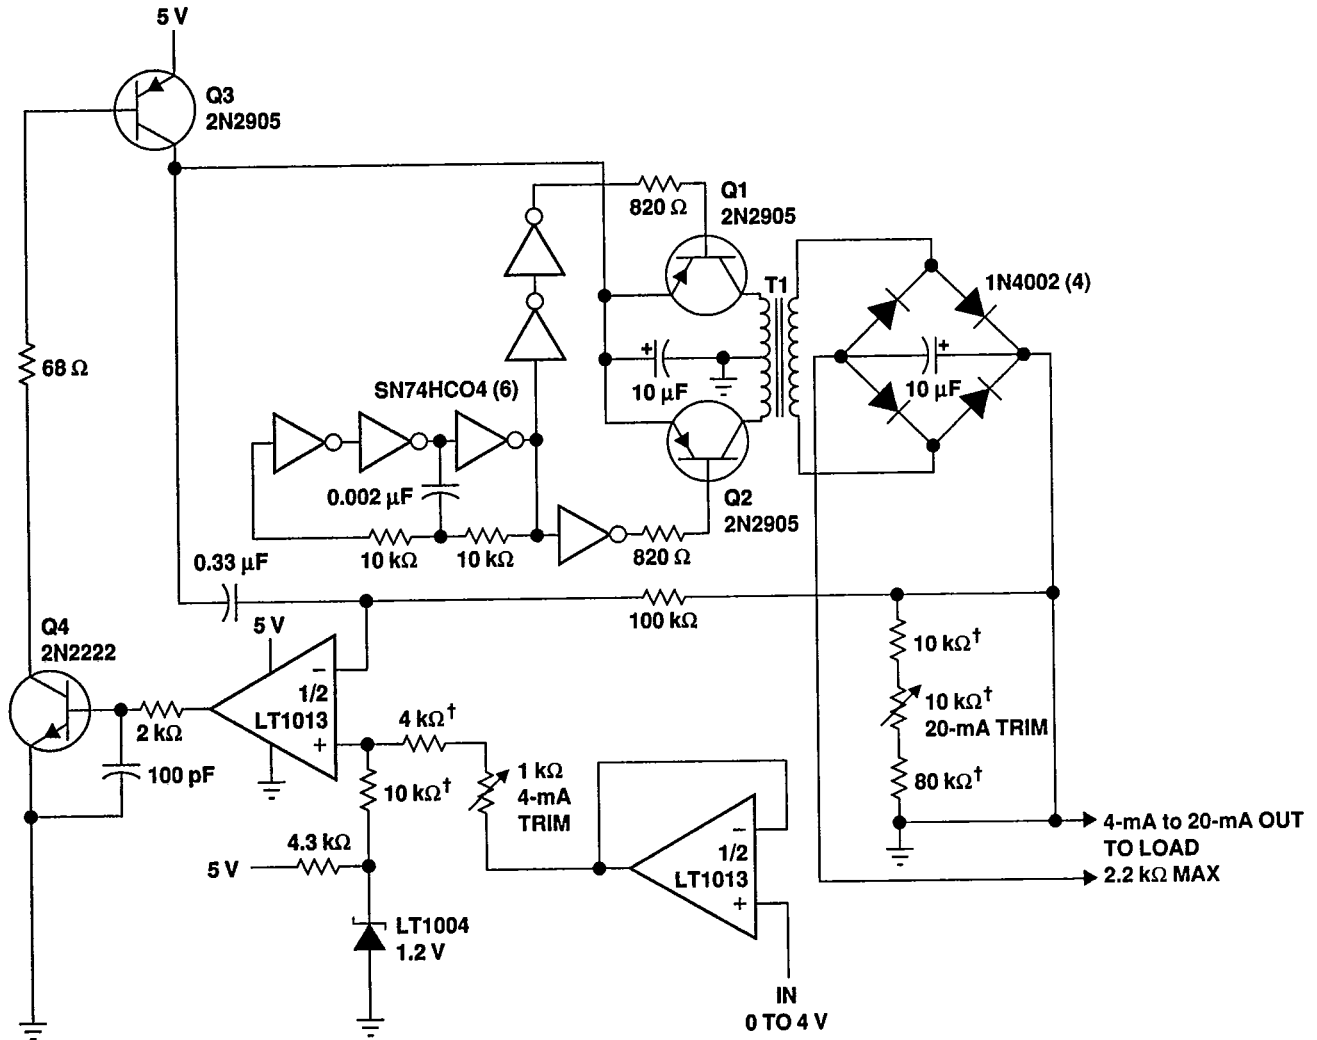 5 V
Q3
2N2905
820 Ω
Q1
2N2905
T1
1N4002 (4)
68 Ω
+
10 µF
+
10 µF
SN74HCO4 (6)
0.002 µF
Q2
2N2905
10 kΩ
10 kΩ
820 Ω
0.33 µF
100 kΩ
Q4
2N2222
5 V
−
1/2
LT1013
+
2 kΩ
100 pF
4 kΩ†
10 kΩ†
1 kΩ
4-mA
TRIM
10 kΩ†
10 kΩ†
20-mA TRIM
80 kΩ†
4-mA to 20-mA OUT
TO LOAD
2.2 kΩ MAX
4.3 kΩ
5 V
−
1/2
LT1013
+
LT1004
1.2 V
IN
0 TO 4 V